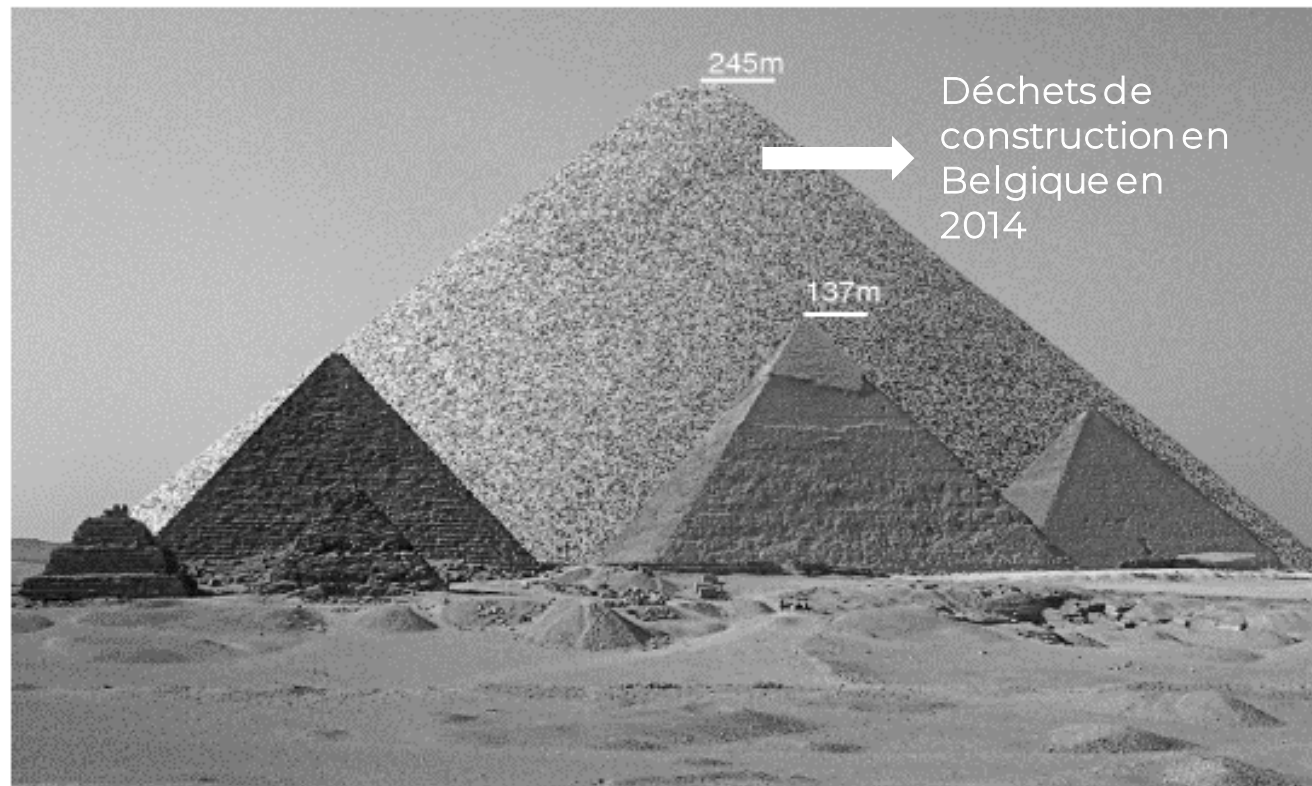 245m
Déchets de
construction en
Belgique en
2014
137m